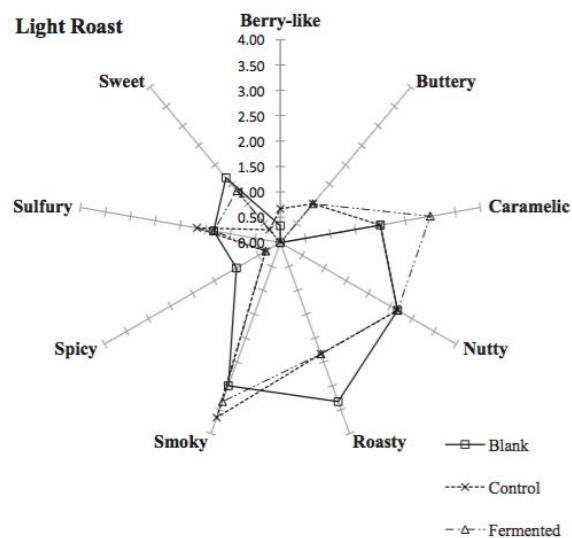 Light Roast
Berry-like
4.00
3.50
3.00
2.50
2.00
1.50
1.00
0.50
0.00
Buttery
Caramelic
Nutty
Roasty
Smoky
Spicy
Sulfury
Sweet
Blank
Control
Fermented